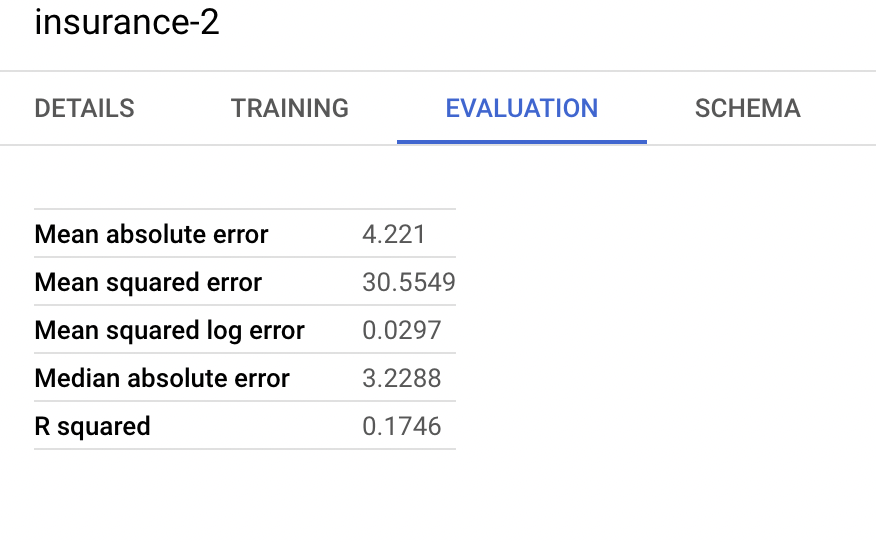 insurance-2
DETAILS TRAINING EVALUATION SCHEMA
Mean absolute error 4.221
Mean squared error 30.5549
Mean squared log error 0.0297
Median absolute error 3.2288
R squared 0.1746